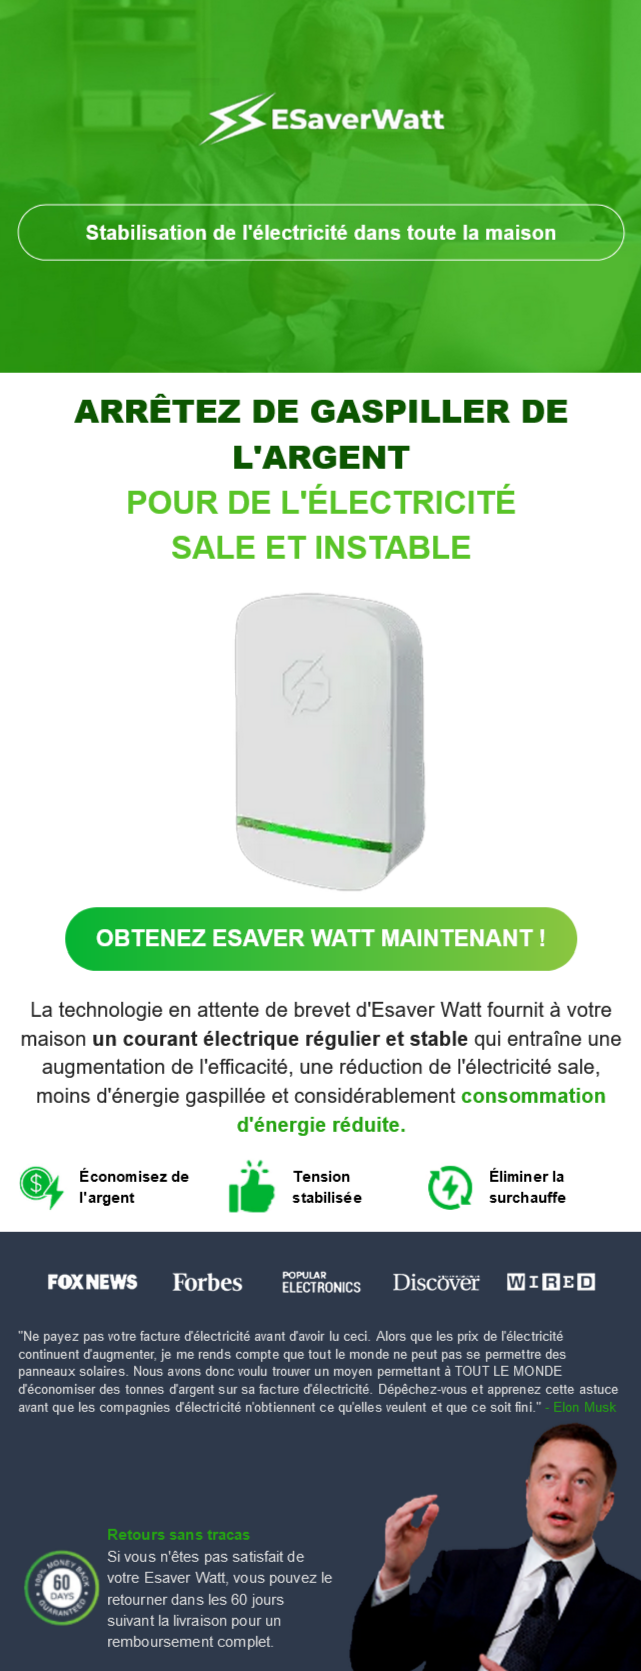 ESaverWatt
Stabilisation de l'électricité dans toute la maison
ARRÊTEZ DE GASPILLER DE
L'ARGENT
POUR DE L'ÉLECTRICITÉ
SALE ET INSTABLE
OBTENEZ ESAVER WATT MAINTENANT !
La technologie en attente de brevet d'Esaver Watt fournit à votre
maison un courant électrique régulier et stable qui entraîne une
augmentation de l'efficacité, une réduction de l'électricité sale,
moins d'énergie gaspillée et considérablement consommation
d'énergie réduite.
Économisez de
l'argent
Tension
stabilisée
Éliminer la
surchauffe
FOX NEWS
Forbes
POPULAR
ELECTRONICS
Discover
WIRED
"Ne payez pas votre facture d'électricité avant d'avoir lu ceci. Alors que les prix de l'électricité
continuent d'augmenter, je me rends compte que tout le monde ne peut pas se permettre des
panneaux solaires. Nous avons donc voulu trouver un moyen permettant à TOUT LE MONDE
d'économiser des tonnes d'argent sur sa facture d'électricité. Dépêchez-vous et apprenez cette astuce
avant que les compagnies d'électricité n'obtiennent ce qu'elles veulent et que ce soit fini." - Elon Musk
Retours sans tracas
Si vous n'êtes pas satisfait de
votre Esaver Watt, vous pouvez le
retourner dans les 60 jours
suivant la livraison pour un
remboursement complet.
100% MONEY BACK
60
DAYS
GUARANTEED